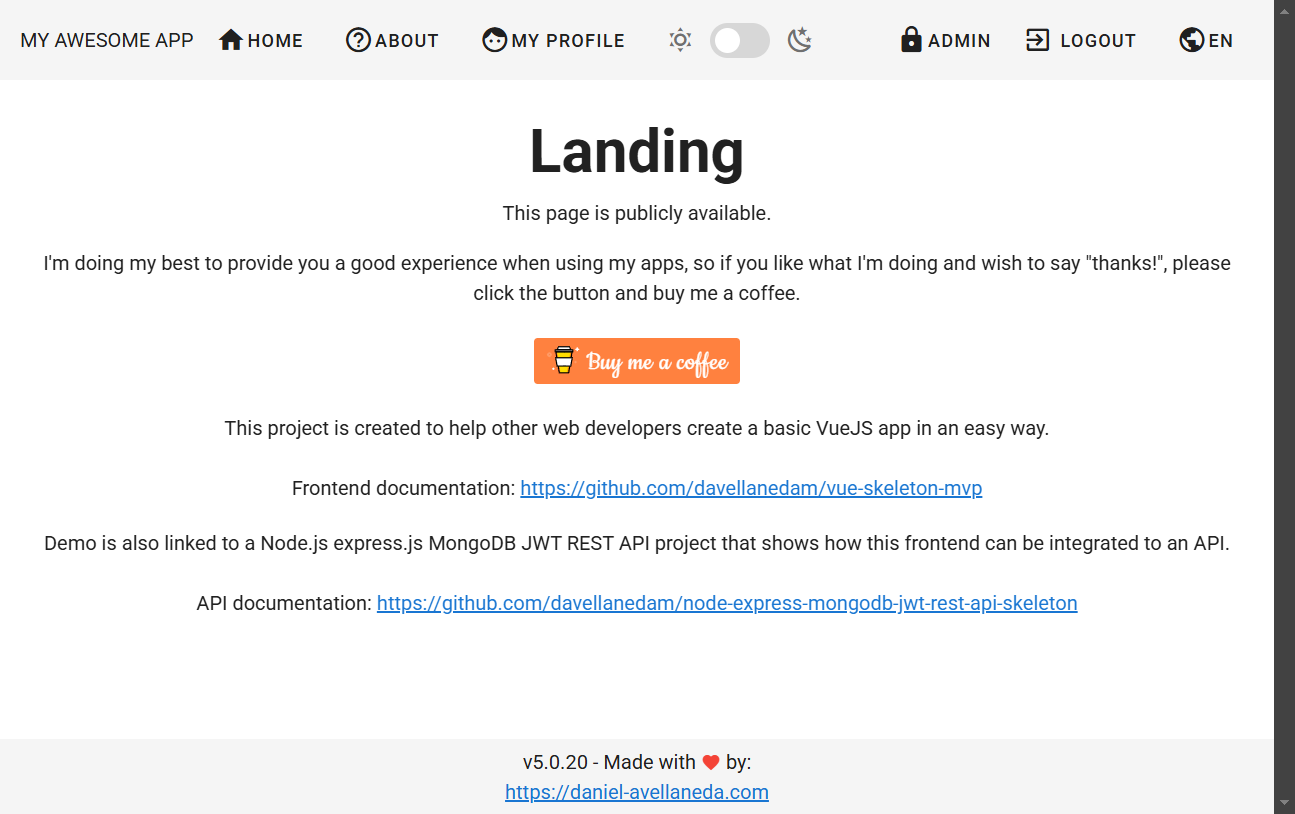 MY AWESOME APP HOME ABOUT MY PROFILE ADMIN LOGOUT EN
Landing
This page is publicly available.
I'm doing my best to provide you a good experience when using my apps, so if you like what I'm doing and wish to say "thanks!", please
click the button and buy me a coffee.
Buy me a coffee
This project is created to help other web developers create a basic VueJS app in an easy way.
Frontend documentation: https://github.com/davellanedam/vue-skeleton-mvp
Demo is also linked to a Node.js express.js MongoDB JWT REST API project that shows how this frontend can be integrated to an API.
API documentation: https://github.com/davellanedam/node-express-mongodb-jwt-rest-api-skeleton
v5.0.20 - Made with ❤ by:
https://daniel-avellaneda.com